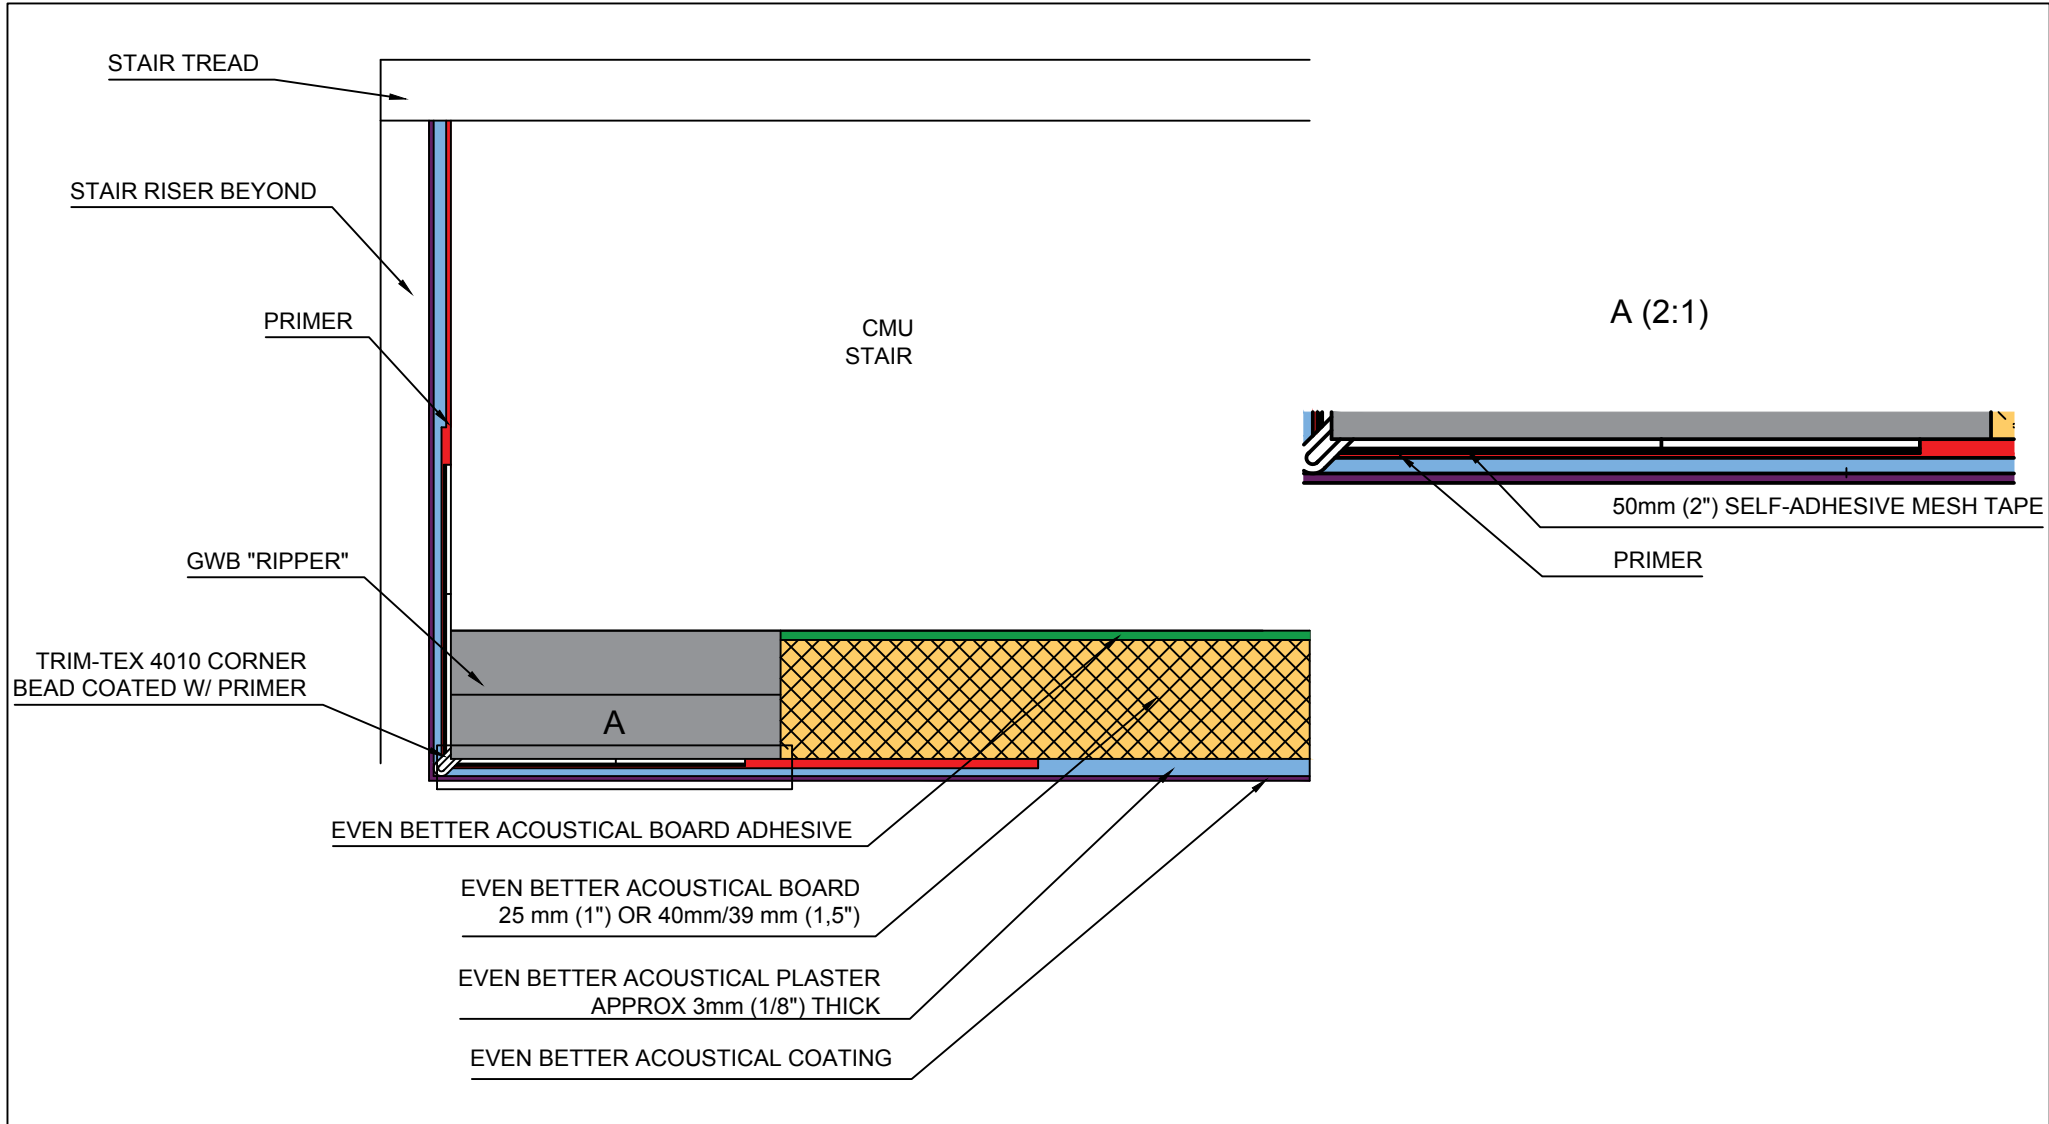 STAIR TREAD
STAIR RISER BEYOND
PRIMER
CMU
STAIR
A (2:1)
50mm (2") SELF-ADHESIVE MESH TAPE
PRIMER
GWB "RIPPER"
TRIM-TEX 4010 CORNER
BEAD COATED W/ PRIMER
A
EVEN BETTER ACOUSTICAL BOARD ADHESIVE
EVEN BETTER ACOUSTICAL BOARD
25 mm (1") OR 40mm/39 mm (1,5")
EVEN BETTER ACOUSTICAL PLASTER
APPROX 3mm (1/8") THICK
EVEN BETTER ACOUSTICAL COATING